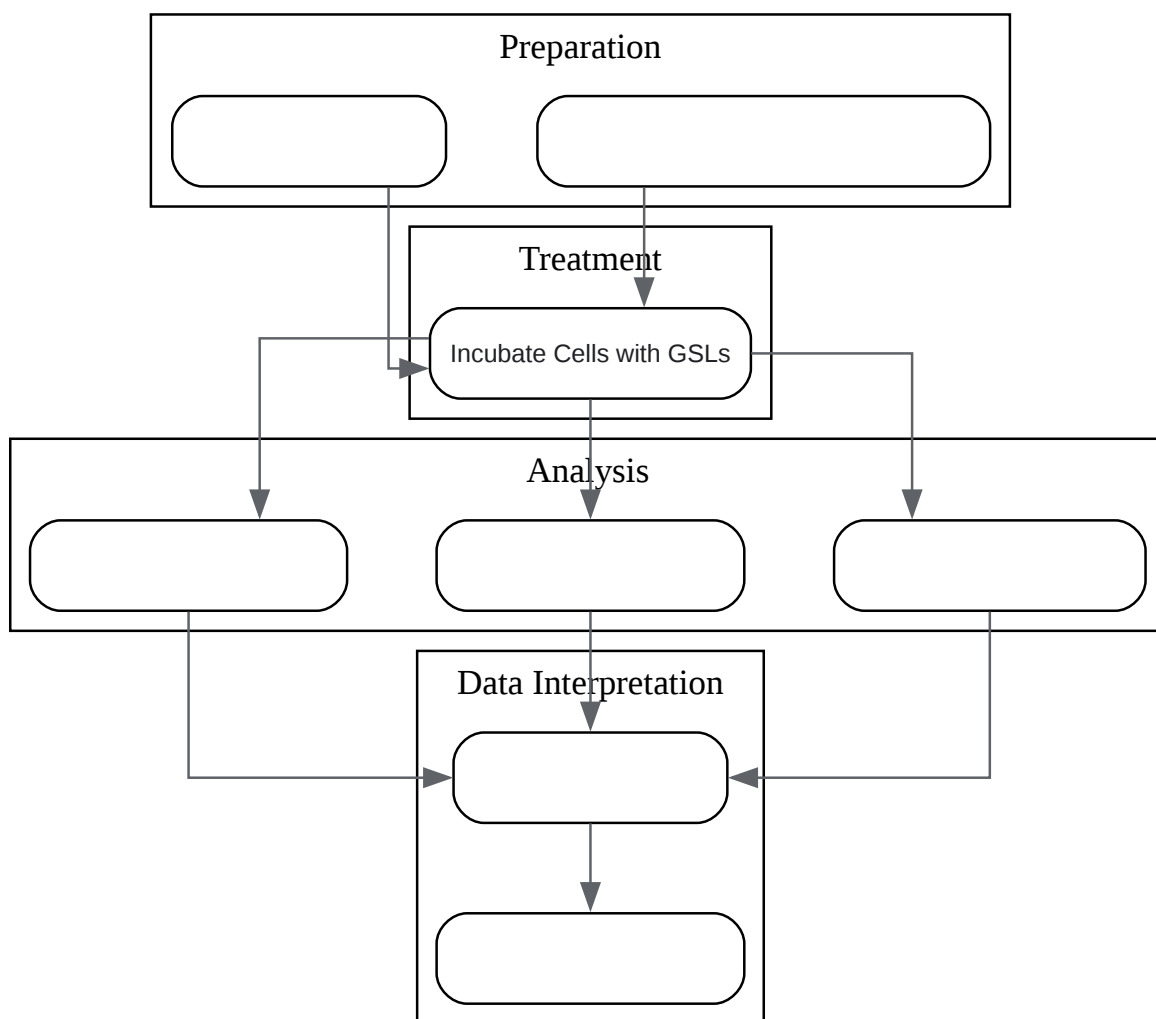 Preparation
Treatment
Incubate Cells with GSLs
Analysis
Data Interpretation